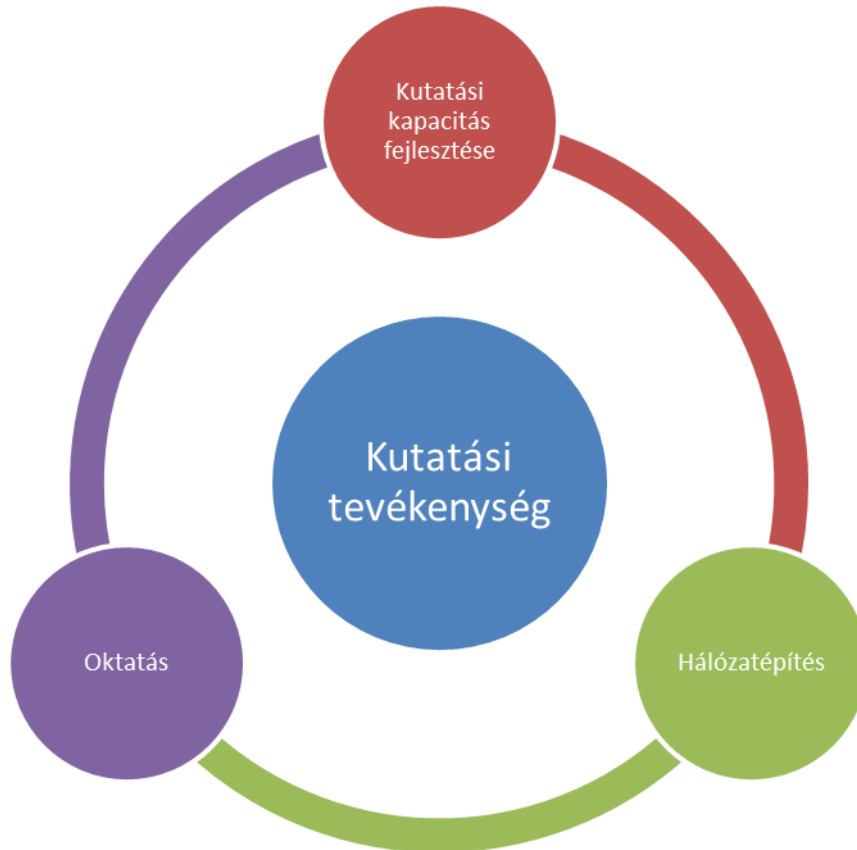 Kutatási
kapacitás
fejlesztése
Kutatási
tevékenység
Oktatás
Hálózatépítés